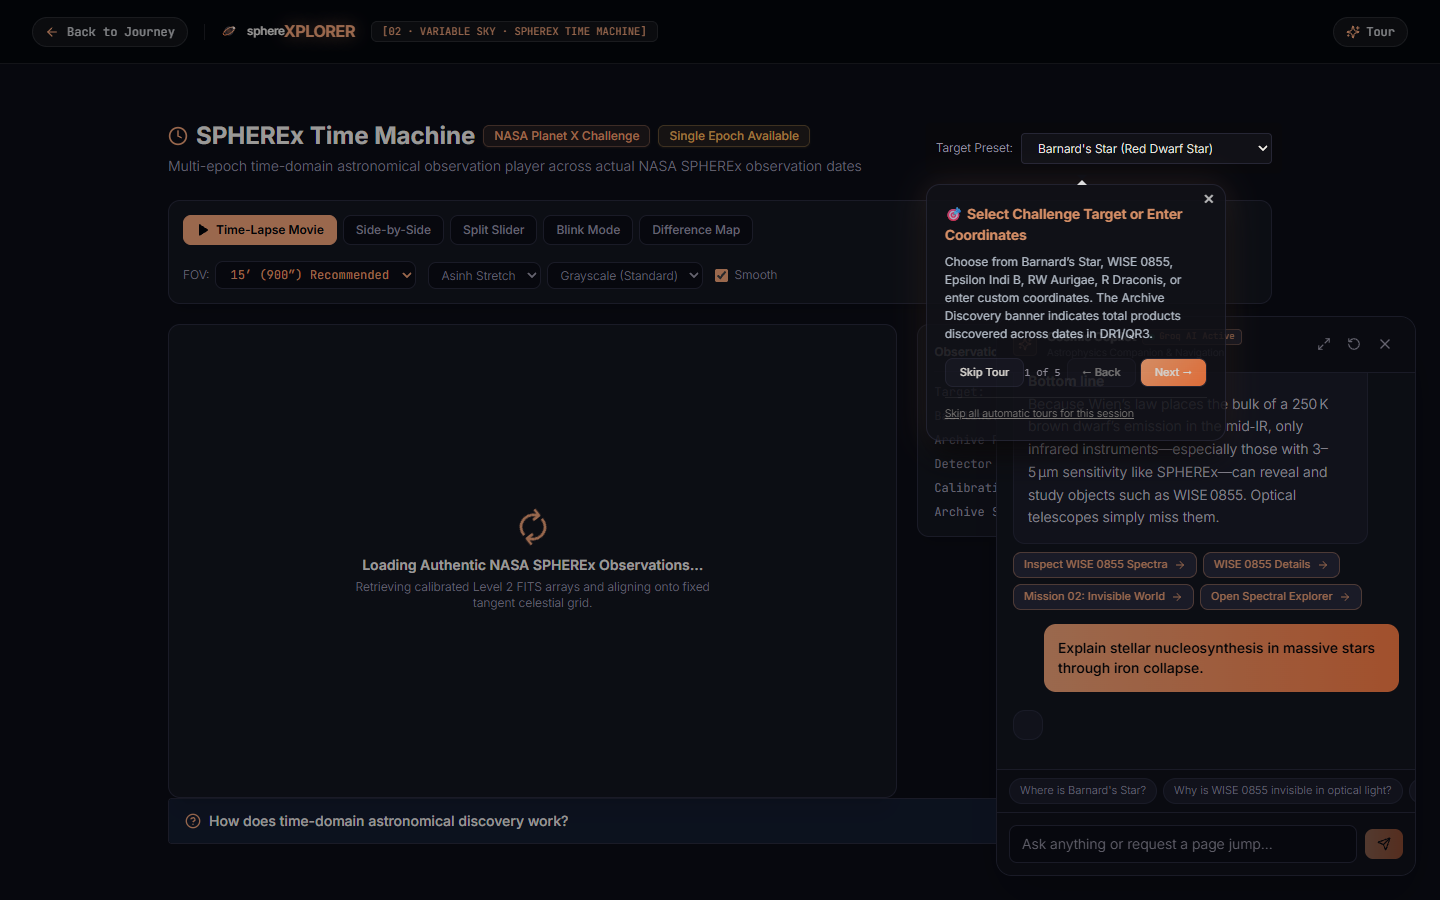 Back to Journey
sphereXPLORER
[02 · VARIABLE SKY · SPHEREX TIME MACHINE]
Tour
SPHEREx Time Machine
NASA Planet X Challenge
Single Epoch Available
Multi-epoch time-domain astronomical observation player across actual NASA SPHEREx observation dates
Target Preset:
Barnard's Star (Red Dwarf Star)
Time-Lapse Movie
Side-by-Side
Split Slider
Blink Mode
Difference Map
FOV:
15′ (900″) Recommended
Asinh Stretch
Grayscale (Standard)
Smooth
🎯 Select Challenge Target or Enter
Coordinates
Choose from Barnard's Star, WISE 0855,
Epsilon Indi B, RW Aurigae, R Draconis, or
enter custom coordinates. The Archive
Discovery banner indicates total products
discovered across dates in DR1/QR3.
Skip Tour
1 of 5
← Back
Next →
Skip all automatic tours for this session
Loading Authentic NASA SPHEREx Observations...
Retrieving calibrated Level 2 FITS arrays and aligning onto fixed
tangent celestial grid.
Observatic
Target:
Archive
Detector
Calibrati
Archive S
Bottom line
Because Wien's law places the bulk of a 250 K
brown dwarf's emission in the mid-IR, only
infrared instruments—especially those with 3–
5 µm sensitivity like SPHEREx—can reveal and
study objects such as WISE 0855. Optical
telescopes simply miss them.
Inspect WISE 0855 Spectra →
WISE 0855 Details →
Mission 02: Invisible World →
Open Spectral Explorer →
Explain stellar nucleosynthesis in massive stars
through iron collapse.
Where is Barnard's Star?
Why is WISE 0855 invisible in optical light?
Ask anything or request a page jump...
How does time-domain astronomical discovery work?